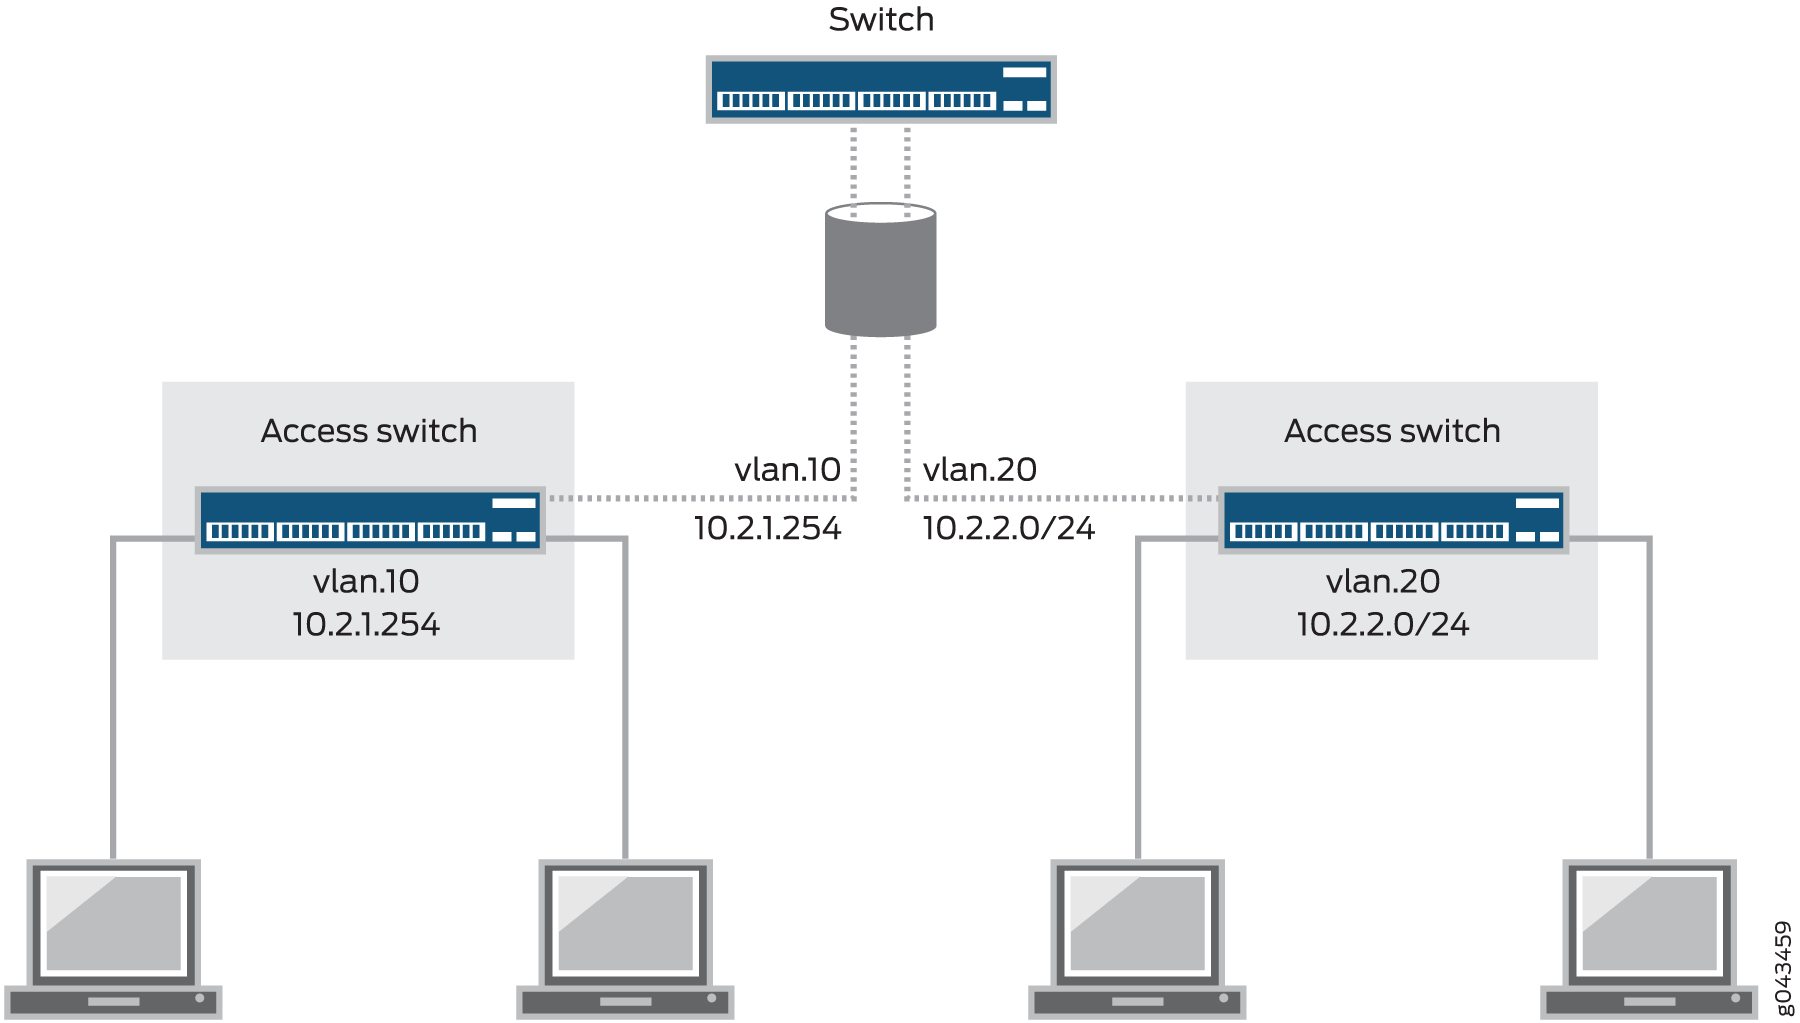 Switch
Access switch
vlan.10
10.2.1.254
vlan.10
10.2.1.254
vlan.20
10.2.2.0/24
Access switch
vlan.20
10.2.2.0/24
g043459